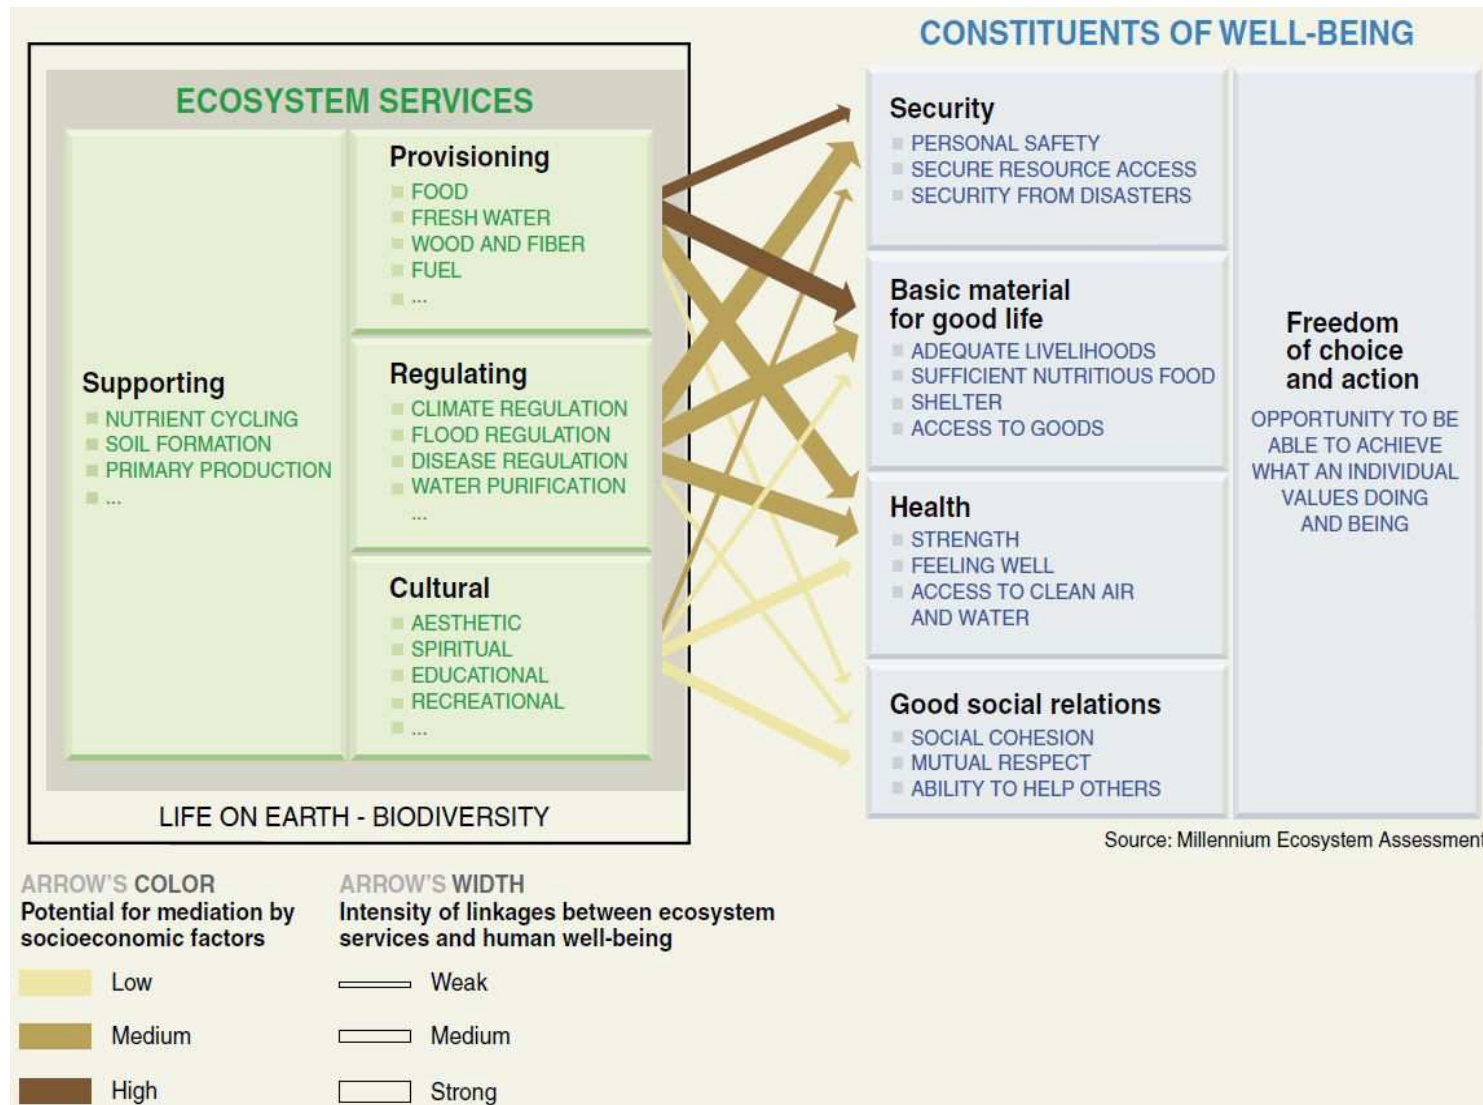 CONSTITUENTS OF WELL-BEING
ECOSYSTEM SERVICES
Supporting
NUTRIENT CYCLING
SOIL FORMATION
PRIMARY PRODUCTION
...
Provisioning
FOOD
FRESH WATER
WOOD AND FIBER
FUEL
...
Regulating
CLIMATE REGULATION
FLOOD REGULATION
DISEASE REGULATION
WATER PURIFICATION
...
Cultural
AESTHETIC
SPIRITUAL
EDUCATIONAL
RECREATIONAL
...
LIFE ON EARTH - BIODIVERSITY
Security
PERSONAL SAFETY
SECURE RESOURCE ACCESS
SECURITY FROM DISASTERS
Basic material
for good life
ADEQUATE LIVELIHOODS
SUFFICIENT NUTRITIOUS FOOD
SHELTER
ACCESS TO GOODS
Health
STRENGTH
FEELING WELL
ACCESS TO CLEAN AIR
AND WATER
Good social relations
SOCIAL COHESION
MUTUAL RESPECT
ABILITY TO HELP OTHERS
Freedom
of choice
and action
OPPORTUNITY TO BE
ABLE TO ACHIEVE
WHAT AN INDIVIDUAL
VALUES DOING
AND BEING
Source: Millennium Ecosystem Assessment
ARROW'S COLOR
Potential for mediation by
socioeconomic factors
Low
Medium
High
ARROW'S WIDTH
Intensity of linkages between ecosystem
services and human well-being
Weak
Medium
Strong